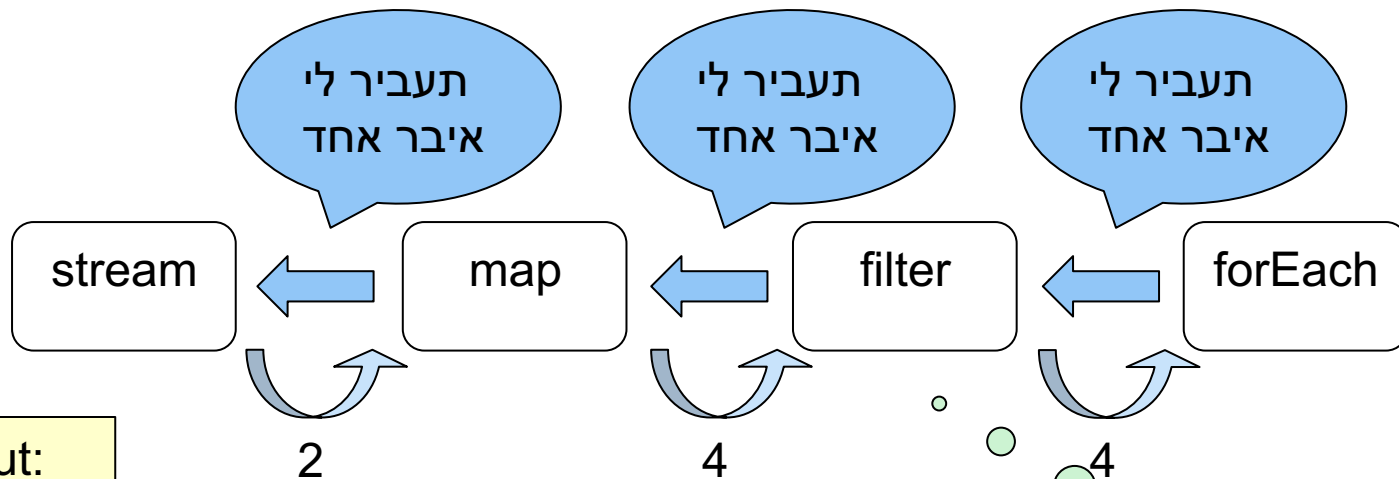 תעביר לי
איבר אחד
תעביר לי
איבר אחד
תעביר לי
איבר אחד
stream
map
filter
forEach
ut:
2
4
4